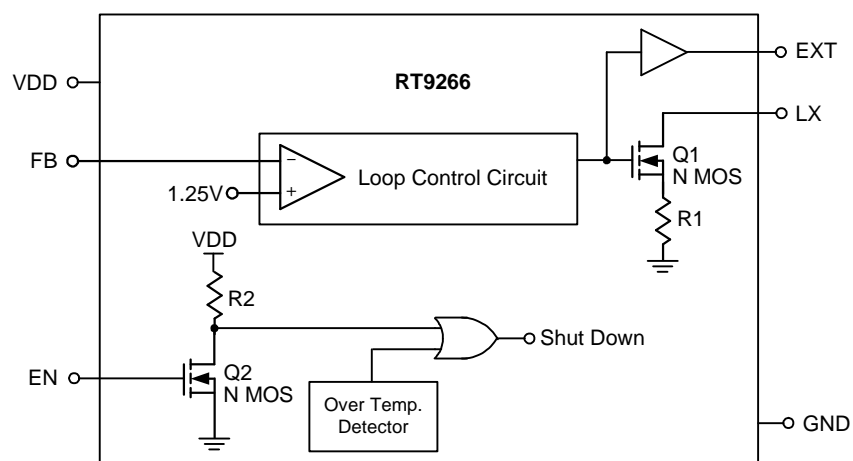 EXT
VDD
RT9266
LX
FB
−
Q1
Loop Control Circuit
N MOS
1.25V
+
R1
VDD
R2
Shut Down
EN
Q2
N MOS
Over Temp.
Detector
GND